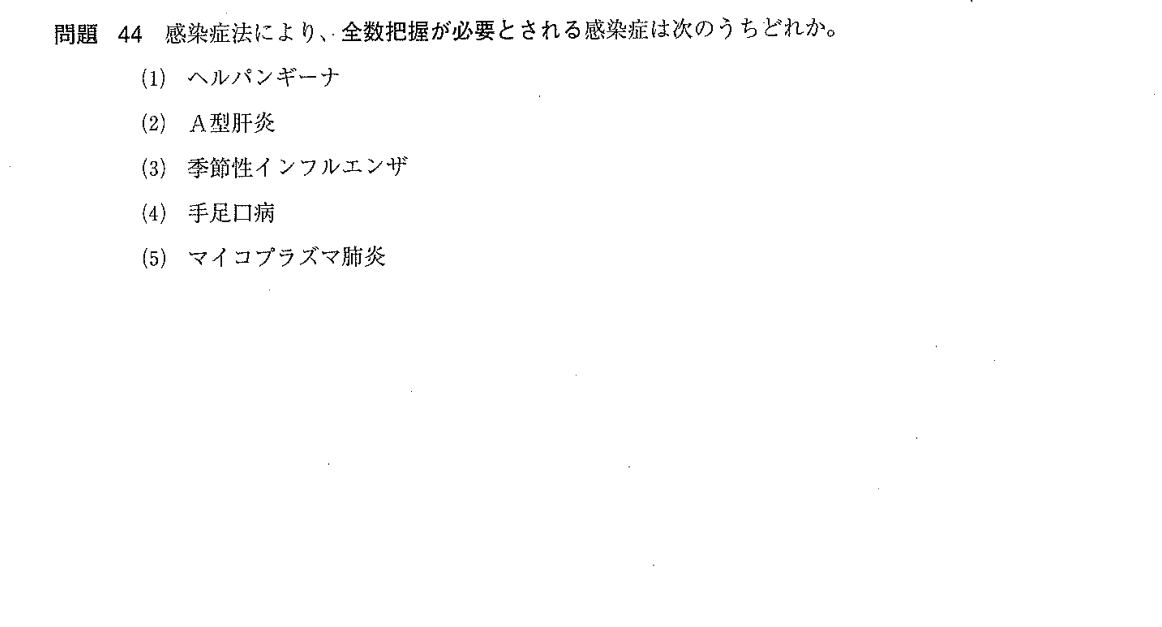 問題 44 感染症法により、全数把握が必要とされる感染症は次のうちどれか。
(1) ヘルパンギーナ
(2) A型肝炎
(3) 季節性インフルエンザ
(4) 手足口病
(5) マイコプラズマ肺炎